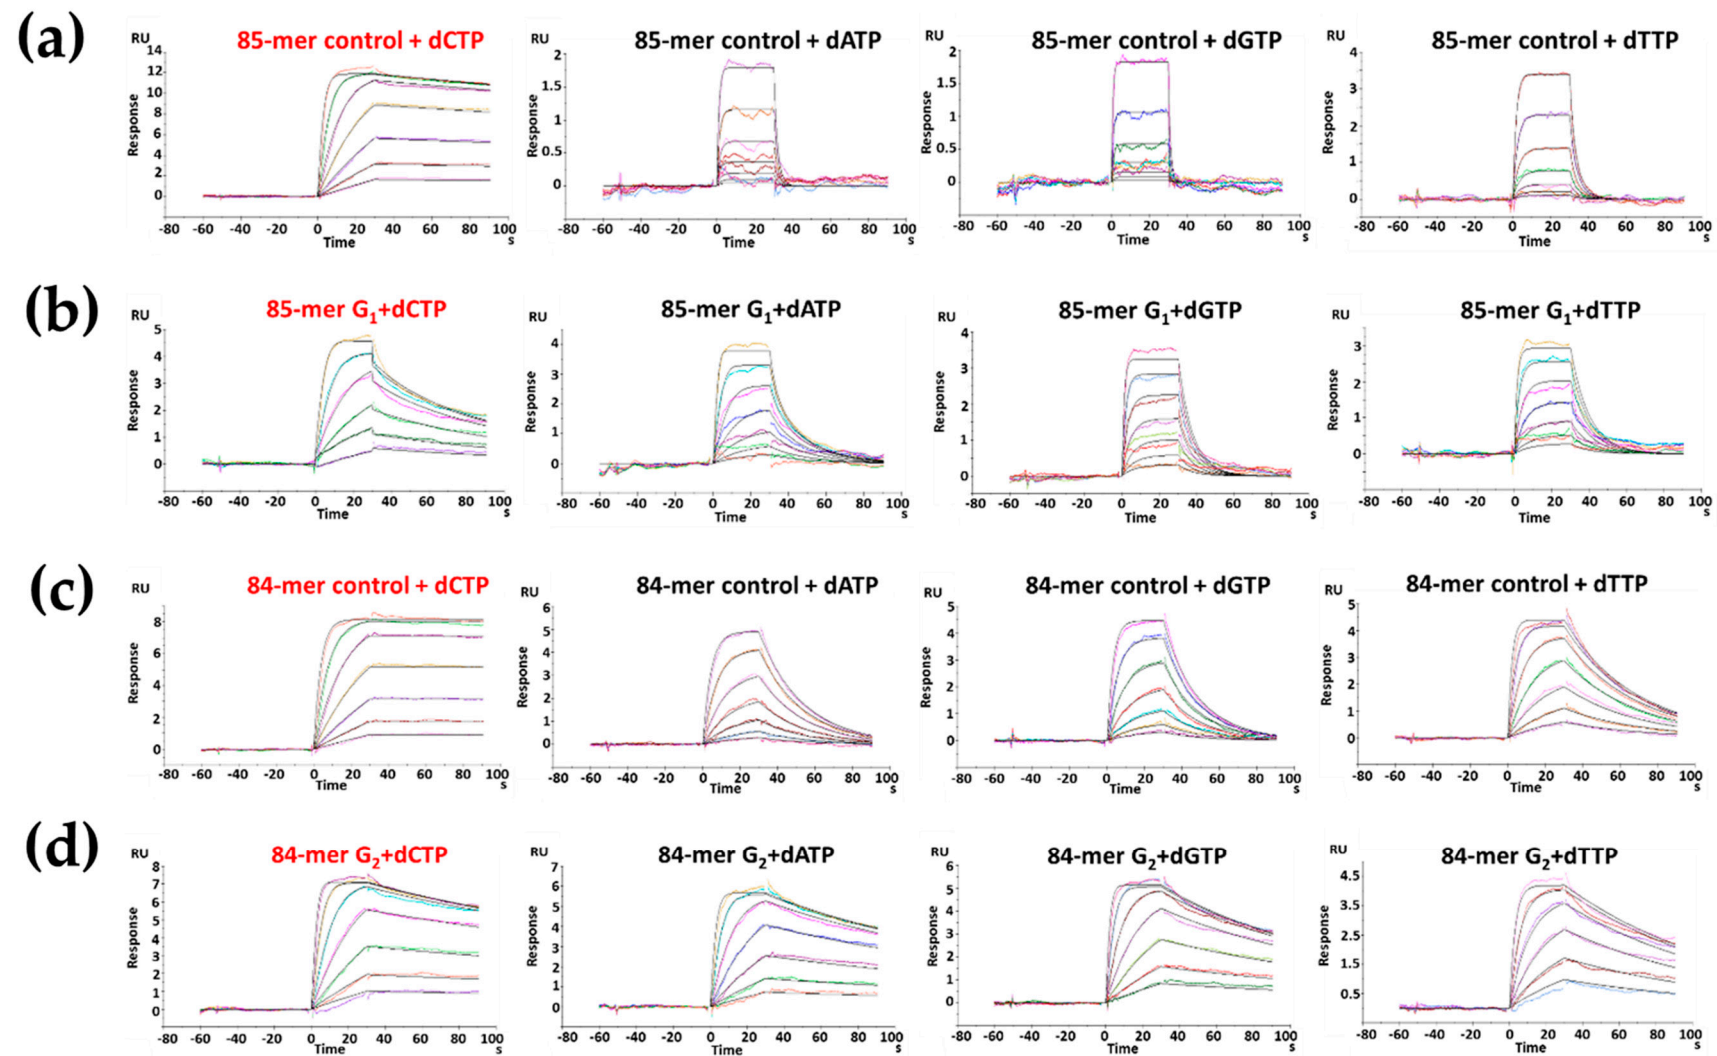 (a)
85-mer control + dCTP
RU
Response
14
12
10
8
6
4
2
0
-80 -60 -40 -20 0 20 40 60 80 100
Time
s
85-mer control + dATP
RU
Response
2
1.5
1
0.5
0
-80 -60 -40 -20 0 20 40 60 80 100
Time
s
85-mer control + dGTP
RU
Response
2
1.5
1
0.5
0
-80 -60 -40 -20 0 20 40 60 80 100
Time
s
85-mer control + dTTP
RU
Response
4
3
2
1
0
-80 -60 -40 -20 0 20 40 60 80 100
Time
s
(b)
85-mer G₁+dCTP
RU
Response
5
4
3
2
1
0
-80 -60 -40 -20 0 20 40 60 80 100
Time
s
85-mer G₁+dATP
RU
Response
4
3
2
1
0
-80 -60 -40 -20 0 20 40 60 80 100
Time
s
85-mer G₁+dGTP
RU
Response
4
3
2
1
0
-80 -60 -40 -20 0 20 40 60 80 100
Time
s
85-mer G₁+dTTP
RU
Response
3
2
1
0
-80 -60 -40 -20 0 20 40 60 80 100
Time
s
(c)
84-mer control + dCTP
RU
Response
8
6
4
2
0
-80 -60 -40 -20 0 20 40 60 80 100
Time
s
84-mer control + dATP
RU
Response
6
5
4
3
2
1
0
-80 -60 -40 -20 0 20 40 60 80 100
Time
s
84-mer control + dGTP
RU
Response
5
4
3
2
1
0
-80 -60 -40 -20 0 20 40 60 80 100
Time
s
84-mer control + dTTP
RU
Response
5
4
3
2
1
0
-80 -60 -40 -20 0 20 40 60 80 100
Time
s
(d)
84-mer G₂+dCTP
RU
Response
8
7
6
5
4
3
2
1
0
-80 -60 -40 -20 0 20 40 60 80 100
Time
s
84-mer G₂+dATP
RU
Response
7
6
5
4
3
2
1
0
-80 -60 -40 -20 0 20 40 60 80 100
Time
s
84-mer G₂+dGTP
RU
Response
6
5
4
3
2
1
0
-80 -60 -40 -20 0 20 40 60 80 100
Time
s
84-mer G₂+dTTP
RU
Response
4.5
3.5
2.5
1.5
0.5
-80 -60 -40 -20 0 20 40 60 80 100
Time
s